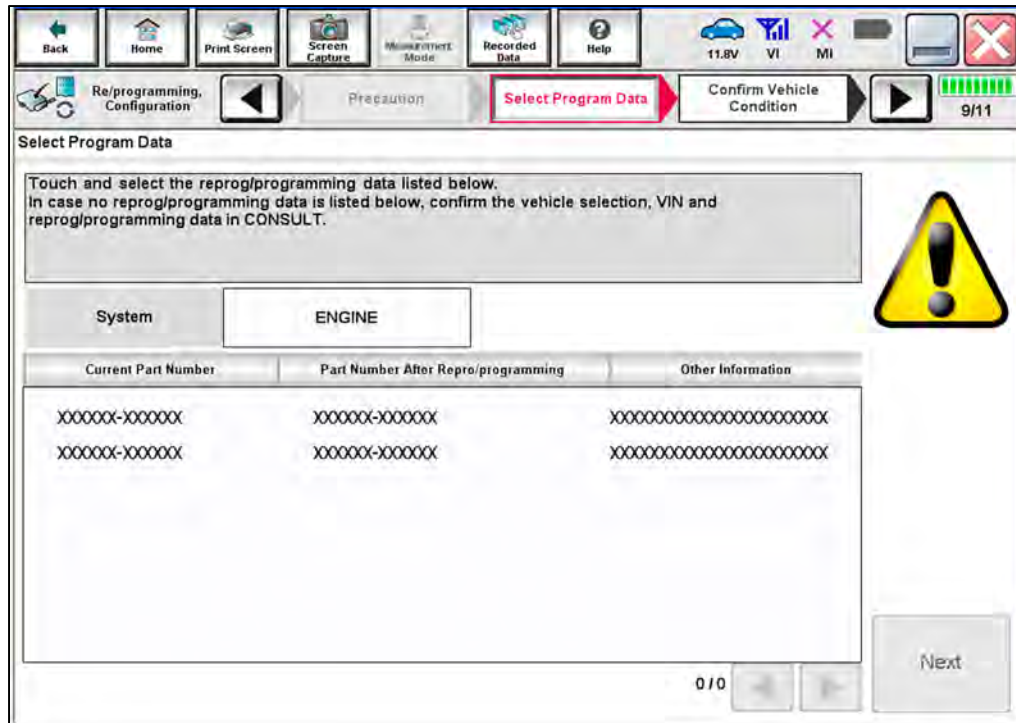 Back
Home
Print Screen
Screen Capture
Measurement Mode
Recorded Data
Help
11.8V
VI
MI
Re/programming, Configuration
Precaution
Select Program Data
Confirm Vehicle Condition
9/11
Select Program Data
Touch and select the reprog/programming data listed below.
In case no reprog/programming data is listed below, confirm the vehicle selection, VIN and
reprog/programming data in CONSULT.
System
ENGINE
Current Part Number
Part Number After Repro/programming
Other Information
XXXXXX-XXXXXX XXXXXX-XXXXXX XXXXXXXXXXXXXXXXXXXXXXX
XXXXXX-XXXXXX XXXXXX-XXXXXX XXXXXXXXXXXXXXXXXXXXXXX
0/0
Next